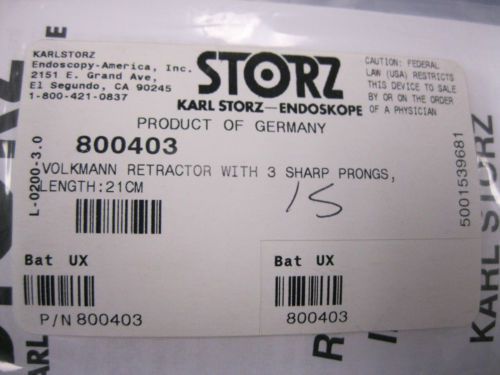 KARLSTORZ
Endoscopy-America, Inc.
2151 E. Grand Ave,
El Segundo, CA 90245
1-800-421-0837
STORZ
KARL STORZ—ENDOSKOPE
CAUTION: FEDERAL
LAW (USA) RESTRICTS
THIS DEVICE TO SALE
BY OR ON THE ORDER
OF A PHYSICIAN
PRODUCT OF GERMANY
800403
VOLKMANN RETRACTOR WITH 3 SHARP PRONGS,
LENGTH:21CM
15
L-0200-3.0
5001539681
Bat UX
P/N 800403
Bat UX
800403
KARL STORZ